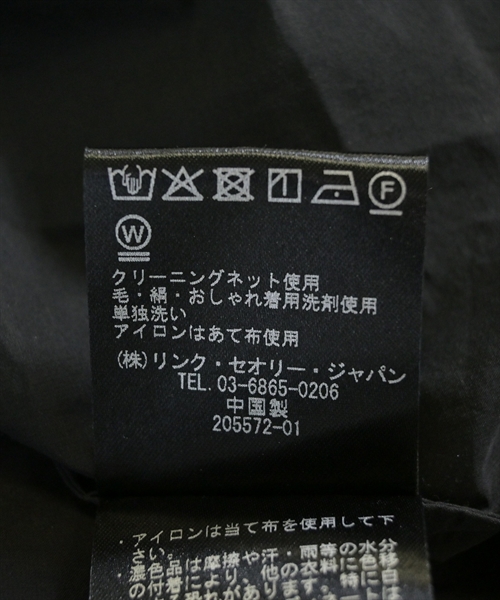 F
W
クリーニングネット使用
毛・絹・おしゃれ着用洗剤使用
単独洗い
アイロンはあて布使用
(株)リンク・セオリー・ジャパン
TEL.03-6865-0206
中国製
205572-01
・アイロンは当て布を使用して下
さい。
・濃色品は摩擦や汗・雨等の水分
の付着により、他の衣料に色移